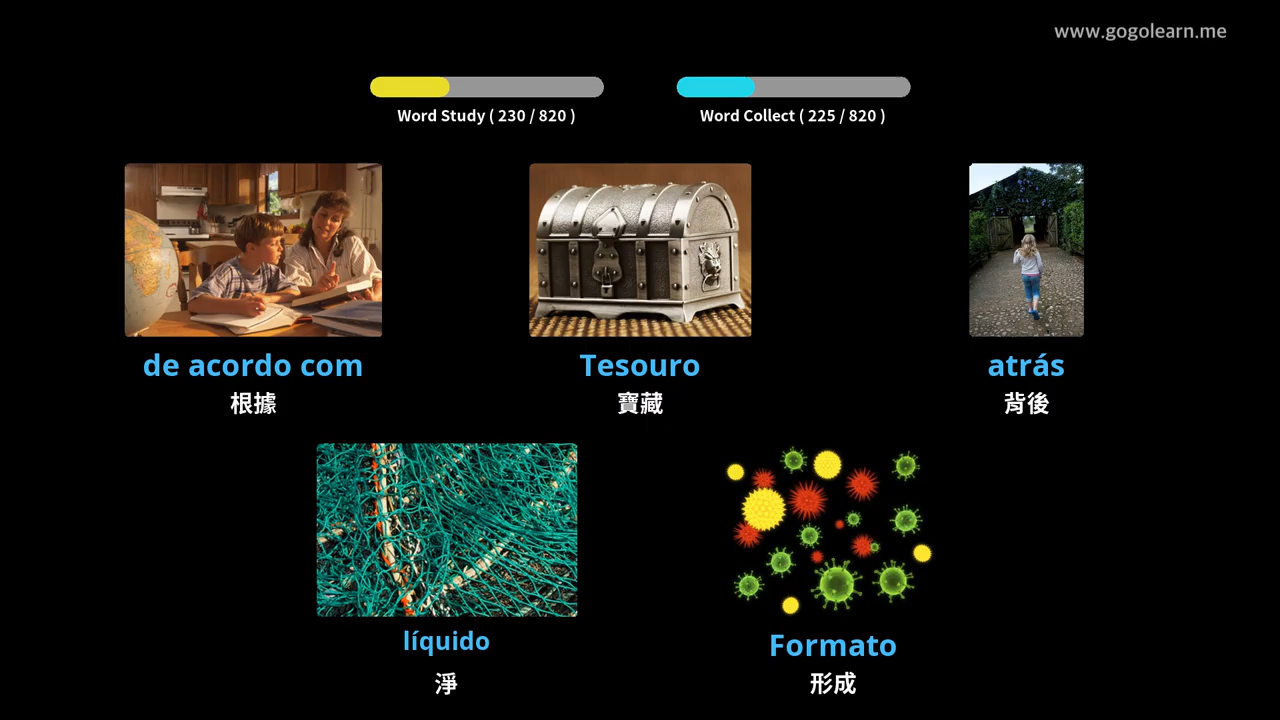 www.gogolearn.me
Word Study ( 230 / 820 )
Word Collect ( 225 / 820 )
de acordo com
根據
Tesouro
寶藏
atrás
背後
líquido
淨
Formato
形成